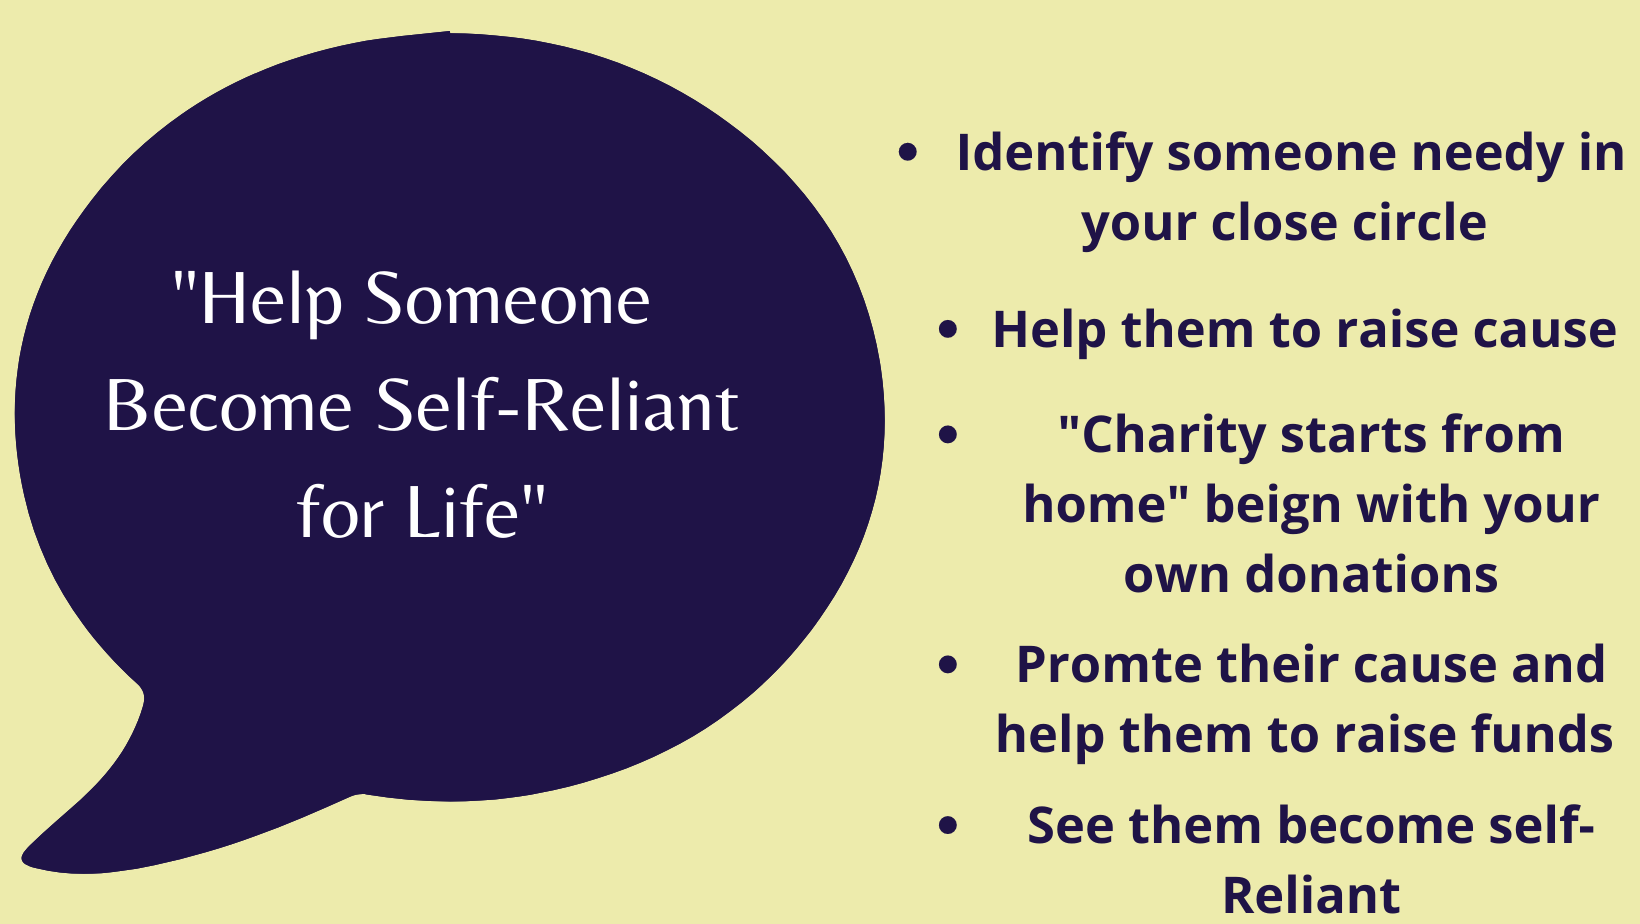 "Help Someone
Become Self-Reliant
for Life"
• Identify someone needy in
your close circle
• Help them to raise cause
• "Charity starts from
home" beign with your
own donations
• Promte their cause and
help them to raise funds
• See them become self-
Reliant